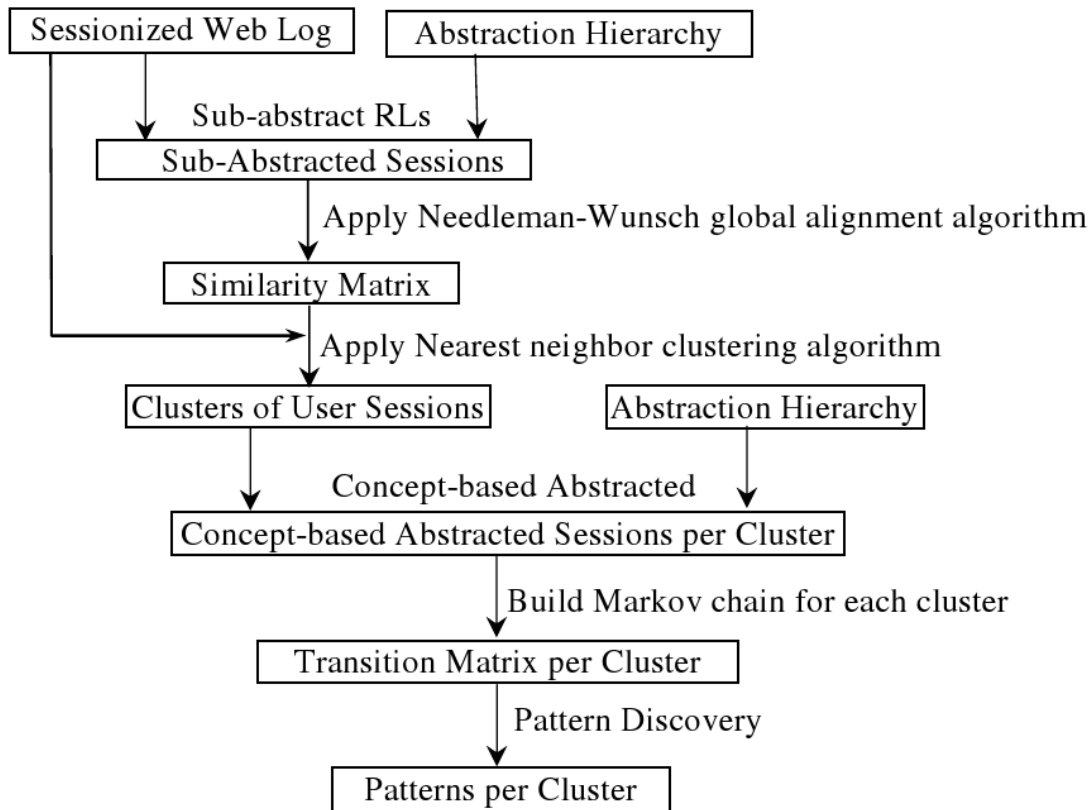 Sessionized Web Log
Abstraction Hierarchy
Sub-abstract RLs
Sub-Abstracted Sessions
Apply Needleman-Wunsch global alignment algorithm
Similarity Matrix
Apply Nearest neighbor clustering algorithm
Clusters of User Sessions
Abstraction Hierarchy
Concept-based Abstracted
Concept-based Abstracted Sessions per Cluster
Build Markov chain for each cluster
Transition Matrix per Cluster
Pattern Discovery
Patterns per Cluster